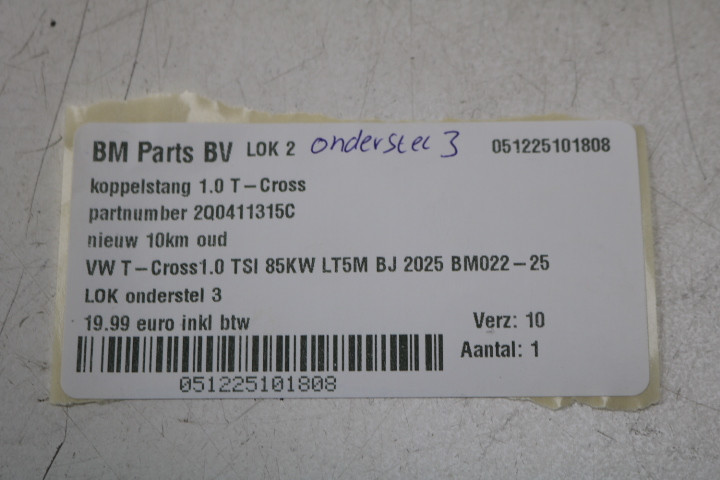 BM Parts BV LOK 2 onderstel 3 051225101808
koppelstang 1.0 T-Cross
partnumber 2Q0411315C
nieuw 10km oud
VW T-Cross1.0 TSI 85KW LT5M BJ 2025 BM022-25
LOK onderstel 3
19.99 euro inkl btw Verz: 10
Aantal: 1
051225101808